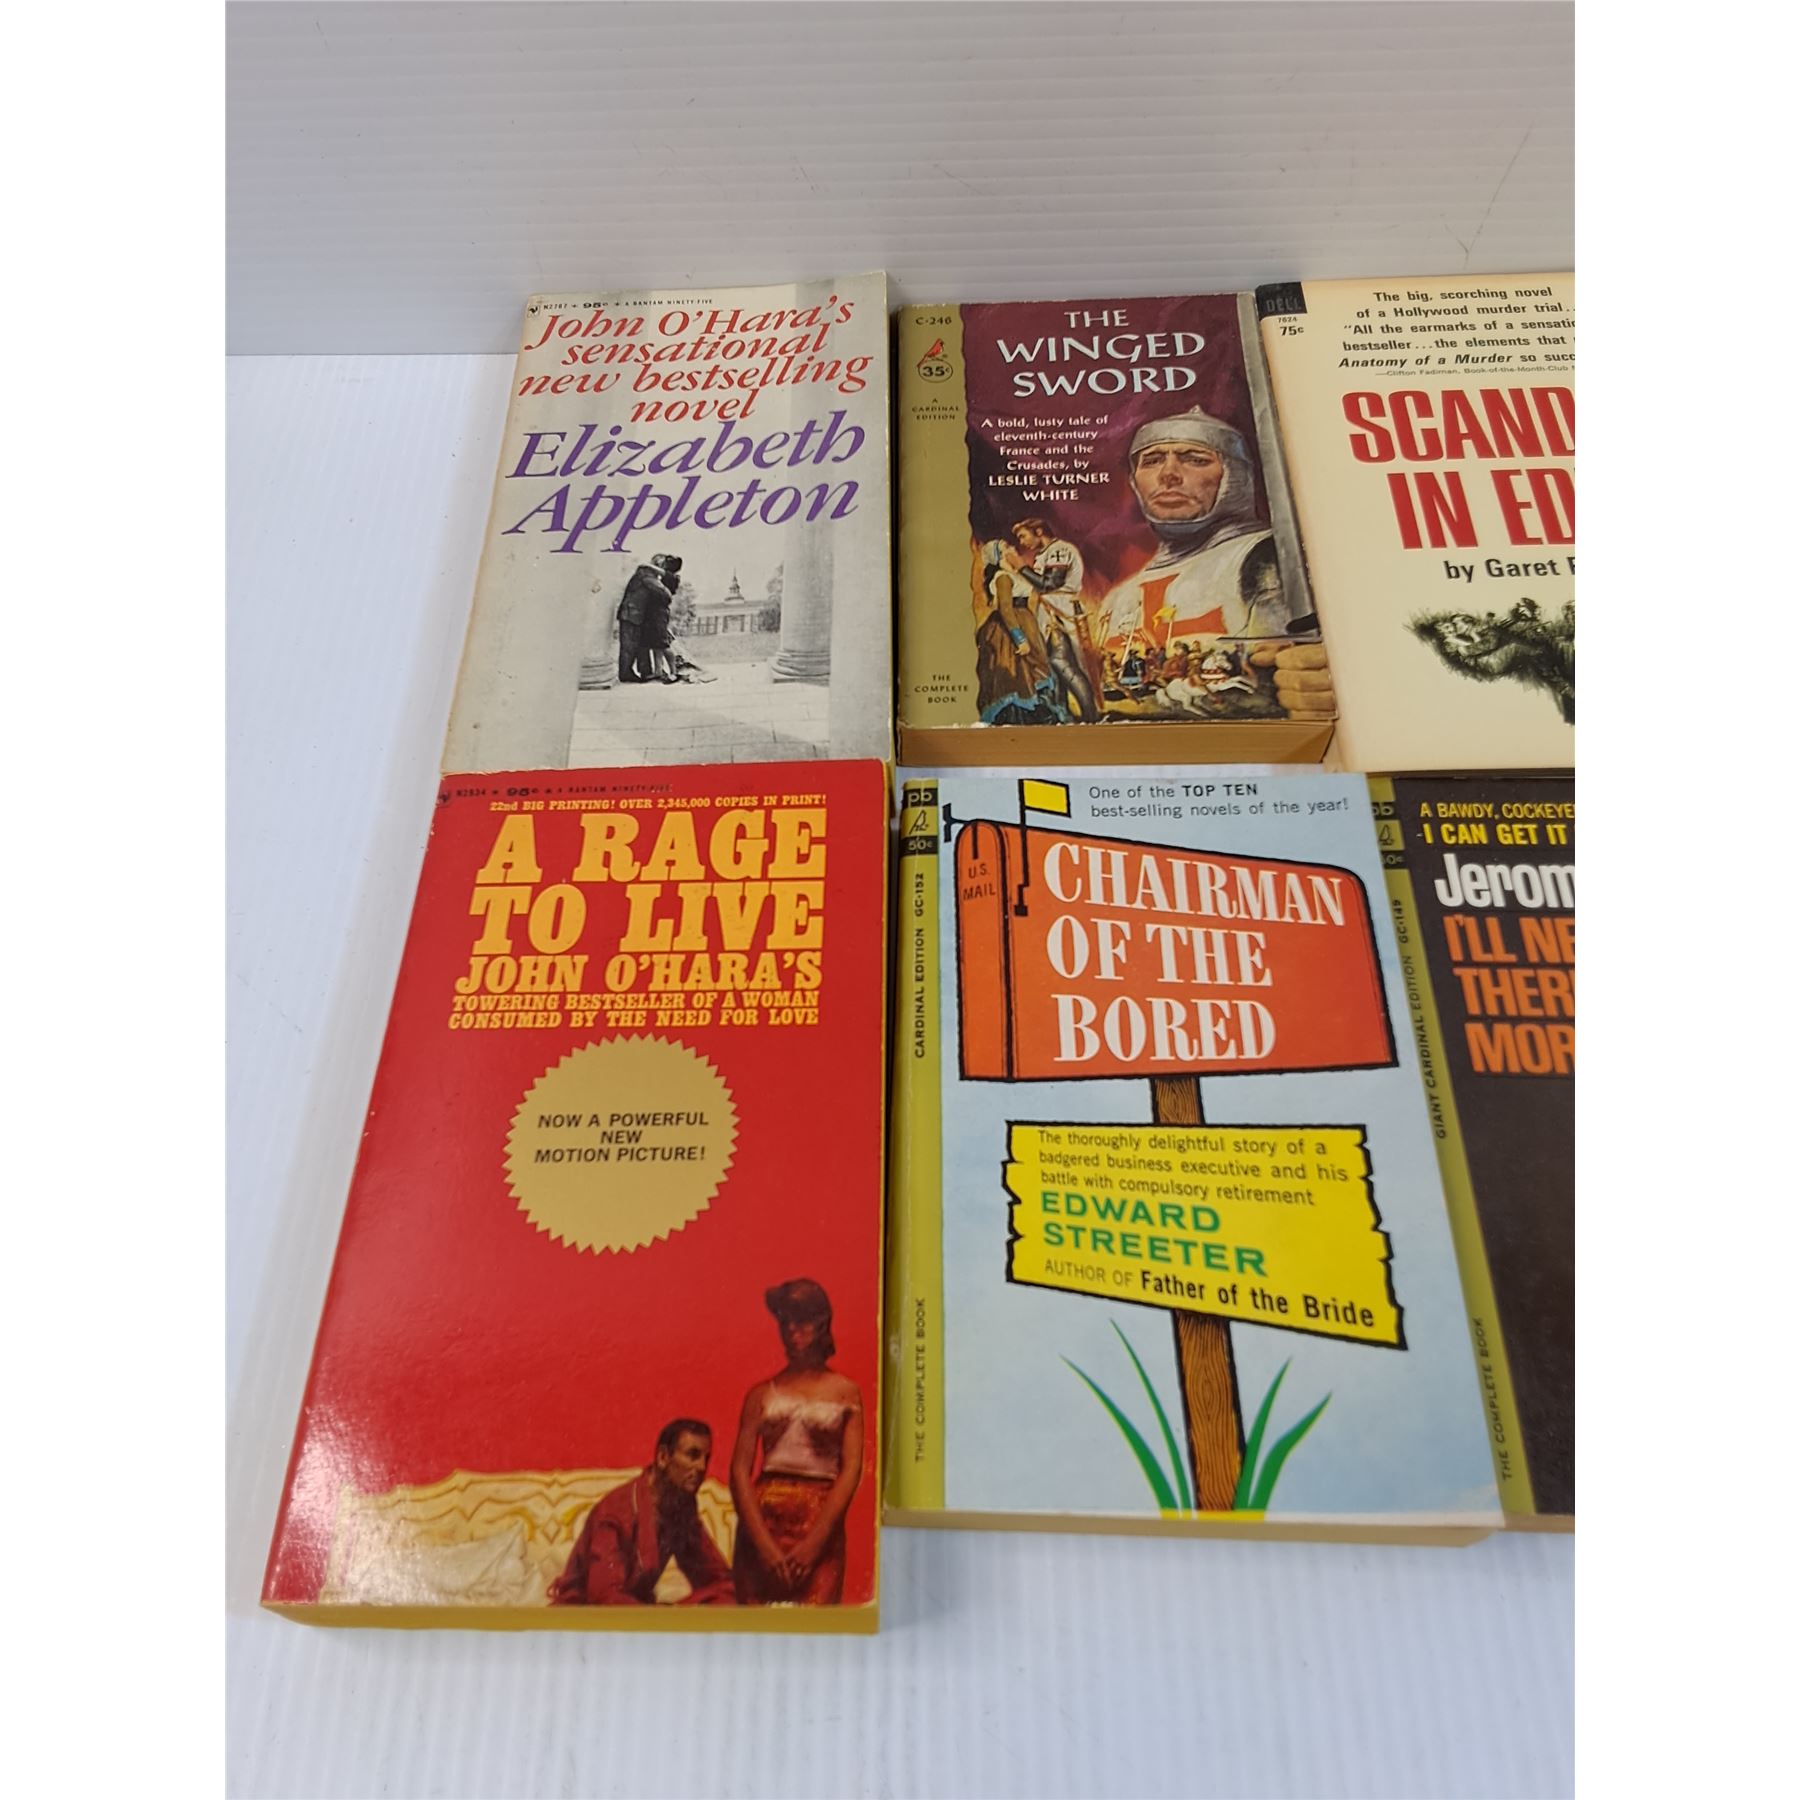 N2787 * 95¢ * A BANTAM NINETY-FIVE
John O'Hara's
sensational
new bestselling
novel
Elizabeth
Appleton
C-246
35¢
A
CARDINAL
EDITION
THE
WINGED
SWORD
A bold, lusty tale of
eleventh-century
France and the
Crusades, by
LESLIE TURNER
WHITE
THE
COMPLETE
BOOK
DELL
7624
75¢
The big, scorching novel
of a Hollywood murder trial...
"All the earmarks of a
bestseller...the elements that
Anatomy of a Murder so
—Clifton Fadiman, Book-of-the-Month-Club
SCAND
IN ED
by Garet
N2934 * 95¢ * A BANTAM NINETY-FIVE
22nd BIG PRINTING! OVER 2,345,000 COPIES IN PRINT!
A RAGE
TO LIVE
JOHN O'HARA'S
TOWERING BESTSELLER OF A WOMAN
CONSUMED BY THE NEED FOR LOVE
NOW A POWERFUL
NEW
MOTION PICTURE!
pb
50¢
CARDINAL EDITION GC·152
THE COMPLETE BOOK
One of the TOP TEN
best-selling novels of the year!
U.S.
MAIL
CHAIRMAN
OF THE
BORED
The thoroughly delightful story of a
badgered business executive and his
battle with compulsory retirement
EDWARD
STREETER
AUTHOR OF Father of the Bride
pb
50¢
GIANT CARDINAL EDITION GC·149
THE COMPLETE BOOK
A BAWDY, COCKEYE
-I CAN GET IT
Jerom
I'LL NE
THER
MOR